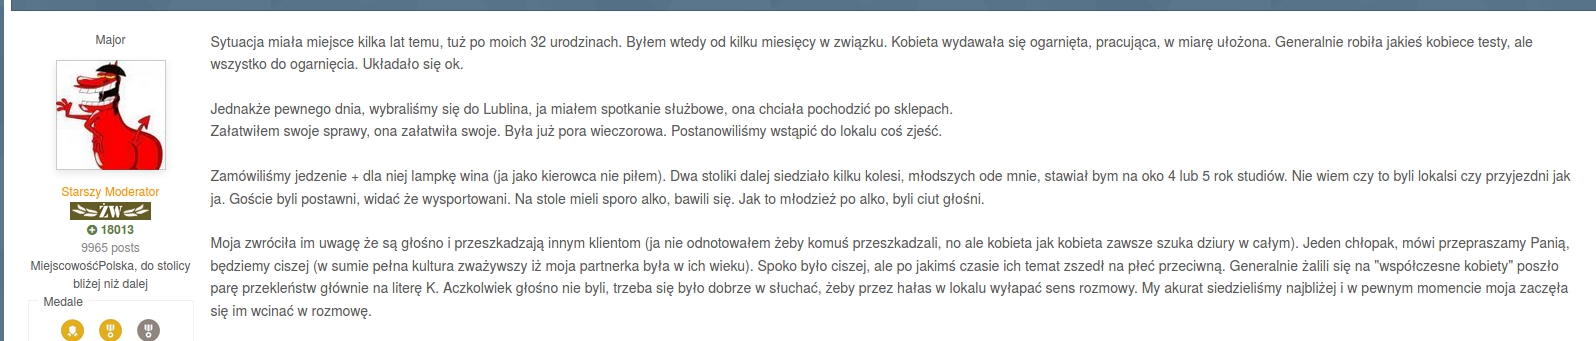 Major
Starszy Moderator
ŻW
18013
9965 posts
MiejscowośćPolska, do stolicy
bliżej niż dalej
Medale
Sytuacja miała miejsce kilka lat temu, tuż po moich 32 urodzinach. Byłem wtedy od kilku miesięcy w związku. Kobieta wydawała się ogarnięta, pracująca, w miarę ułożona. Generalnie robiła jakieś kobiece testy, ale
wszystko do ogarnięcia. Układało się ok.
Jednakże pewnego dnia, wybraliśmy się do Lublina, ja miałem spotkanie służbowe, ona chciała pochodzić po sklepach.
Załatwiłem swoje sprawy, ona załatwiła swoje. Była już pora wieczorowa. Postanowiliśmy wstąpić do lokalu coś zjeść.
Zamówiliśmy jedzenie + dla niej lampkę wina (ja jako kierowca nie piłem). Dwa stoliki dalej siedziało kilku kolesi, młodszych ode mnie, stawiał bym na oko 4 lub 5 rok studiów. Nie wiem czy to byli lokalsi czy przyjezdni jak
ja. Goście byli postawni, widać że wysportowani. Na stole mieli sporo alko, bawili się. Jak to młodzież po alko, byli ciut głośni.
Moja zwróciła im uwagę że są głośno i przeszkadzają innym klientom (ja nie odnotowałem żeby komuś przeszkadzali, no ale kobieta jak kobieta zawsze szuka dziury w całym). Jeden chłopak, mówi przepraszamy Panią,
będziemy ciszej (w sumie pełna kultura zważywszy iż moja partnerka była w ich wieku). Spoko było ciszej, ale po jakimś czasie ich temat zszedł na płeć przeciwną. Generalnie żalili się na "współczesne kobiety" poszło
parę przekleństw głównie na literę K. Aczkolwiek głośno nie byli, trzeba się było dobrze w słuchać, żeby przez hałas w lokalu wyłapać sens rozmowy. My akurat siedzieliśmy najbliżej i w pewnym momencie moja zaczęła
się im wcinać w rozmowę.